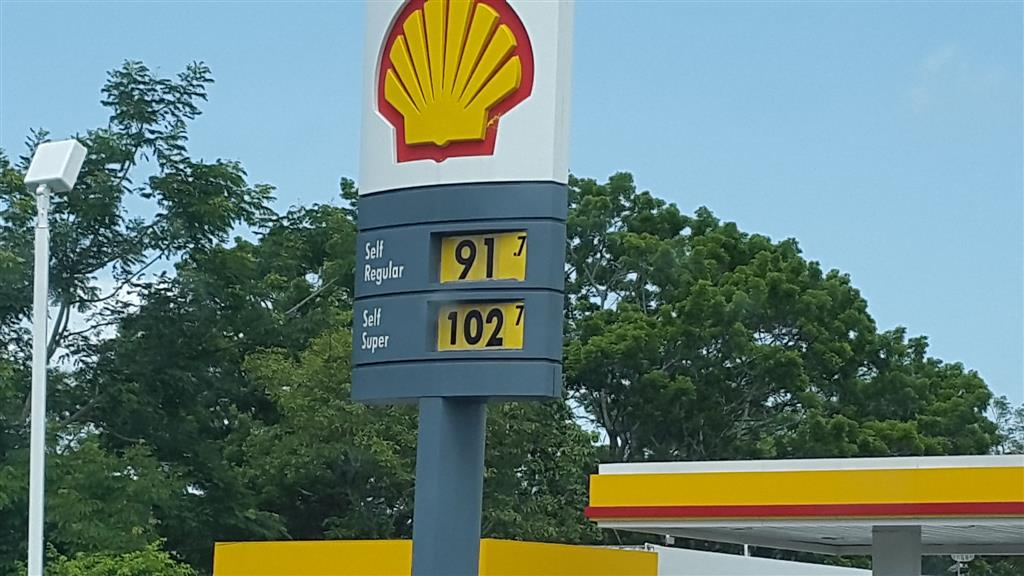 Self
Regular
91.7
Self
Super
102.7